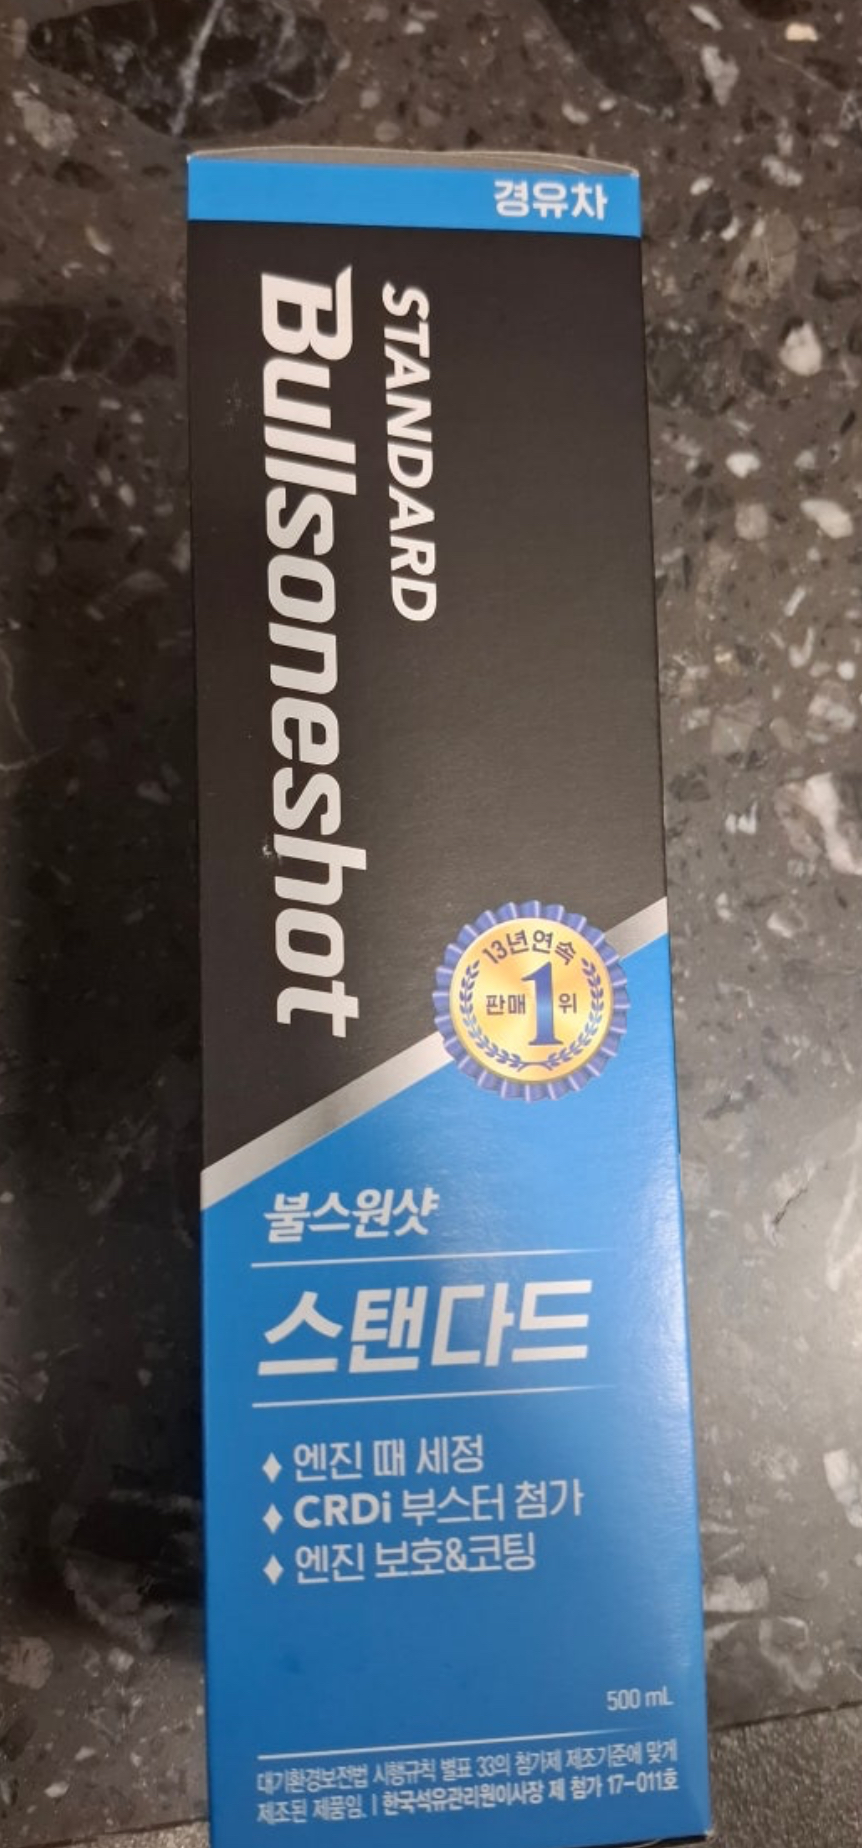 경유차
STANDARD
Bullsoneshot
13년연속
판매 1 위
불스원샷
스탠다드
♦ 엔진 때 세정
♦ CRDi 부스터 첨가
♦ 엔진 보호&코팅
500 mL
대기환경보전법 시행규칙 별표 33의 첨가제 제조기준에 맞게
제조된 제품임. | 한국석유관리원이사장 제 첨가 17-011호